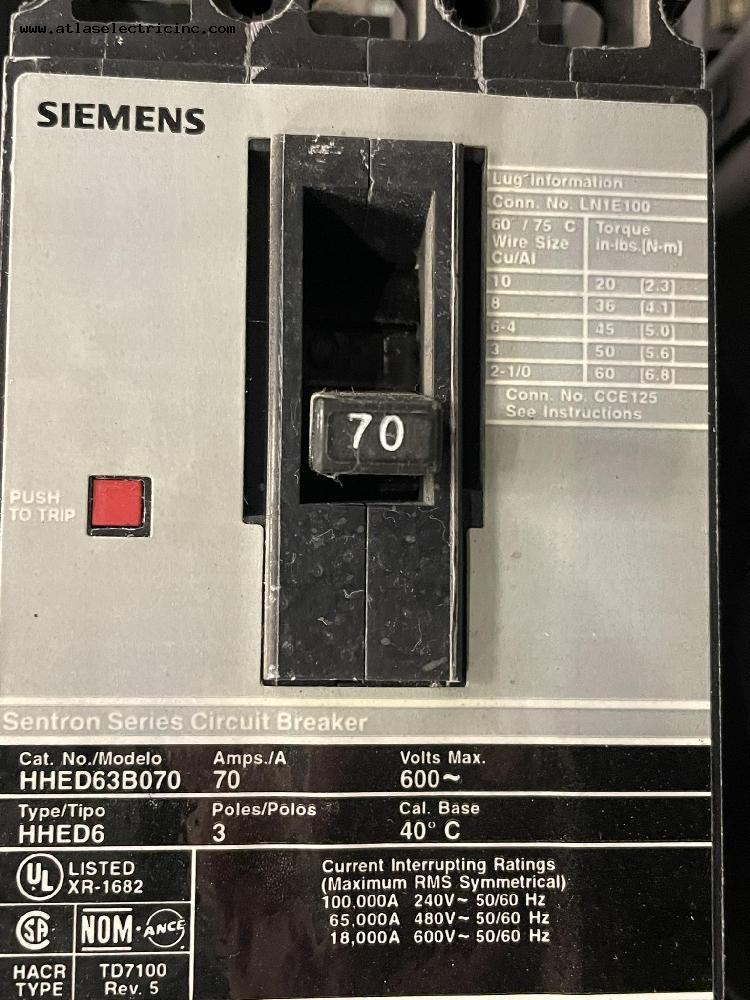 www.atlaselectricinc.com
SIEMENS
Lug Information
Conn. No. LN1E100
60°/75 C
Wire Size
Cu/Al
Torque
in-lbs.[N·m]
10 20 [2.3]
8 36 [4.1]
6-4 45 [5.0]
3 50 [5.6]
2-1/0 60 [6.8]
Conn. No. CCE125
See Instructions
70
PUSH
TO TRIP
Sentron Series Circuit Breaker
Cat. No./Modelo
HHED63B070
Amps./A
70
Volts Max.
600~
Type/Tipo
HHED6
Poles/Polos
3
Cal. Base
40° C
UL LISTED
XR-1682
SA
NOM·ANCE
HACR
TYPE
TD7100
Rev. 5
Current Interrupting Ratings
(Maximum RMS Symmetrical)
100,000A 240V~ 50/60 Hz
65,000A 480V~ 50/60 Hz
18,000A 600V~ 50/60 Hz